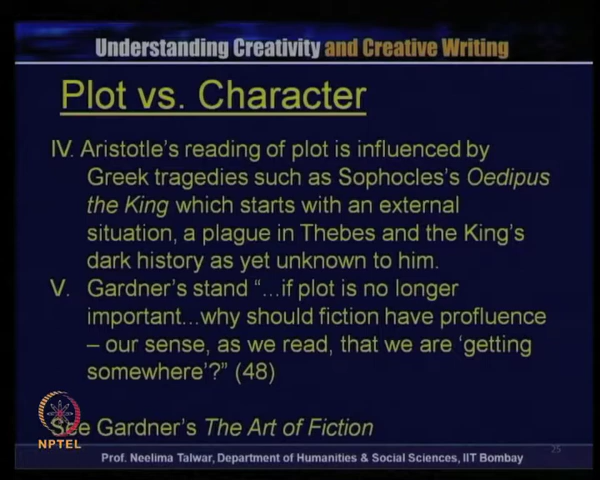 Understanding Creativity and Creative Writing
Plot vs. Character
IV. Aristotle's reading of plot is influenced by
Greek tragedies such as Sophocles's Oedipus
the King which starts with an external
situation, a plague in Thebes and the King's
dark history as yet unknown to him.
V. Gardner's stand "...if plot is no longer
important...why should fiction have profluence
– our sense, as we read, that we are 'getting
somewhere'?" (48)
See Gardner's The Art of Fiction
NPTEL
25
Prof. Neelima Talwar, Department of Humanities & Social Sciences, IIT Bombay